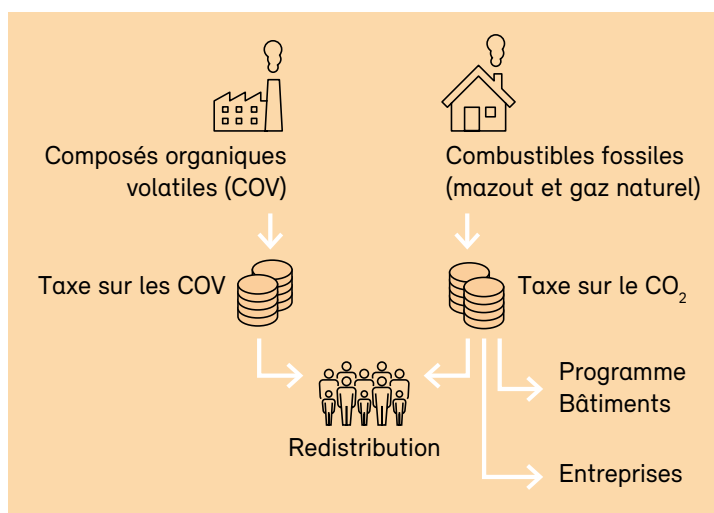 Composés organiques
volatiles (COV)
Combustibles fossiles
(mazout et gaz naturel)
Taxe sur les COV
Taxe sur le CO₂
Programme
Bâtiments
Redistribution
Entreprises